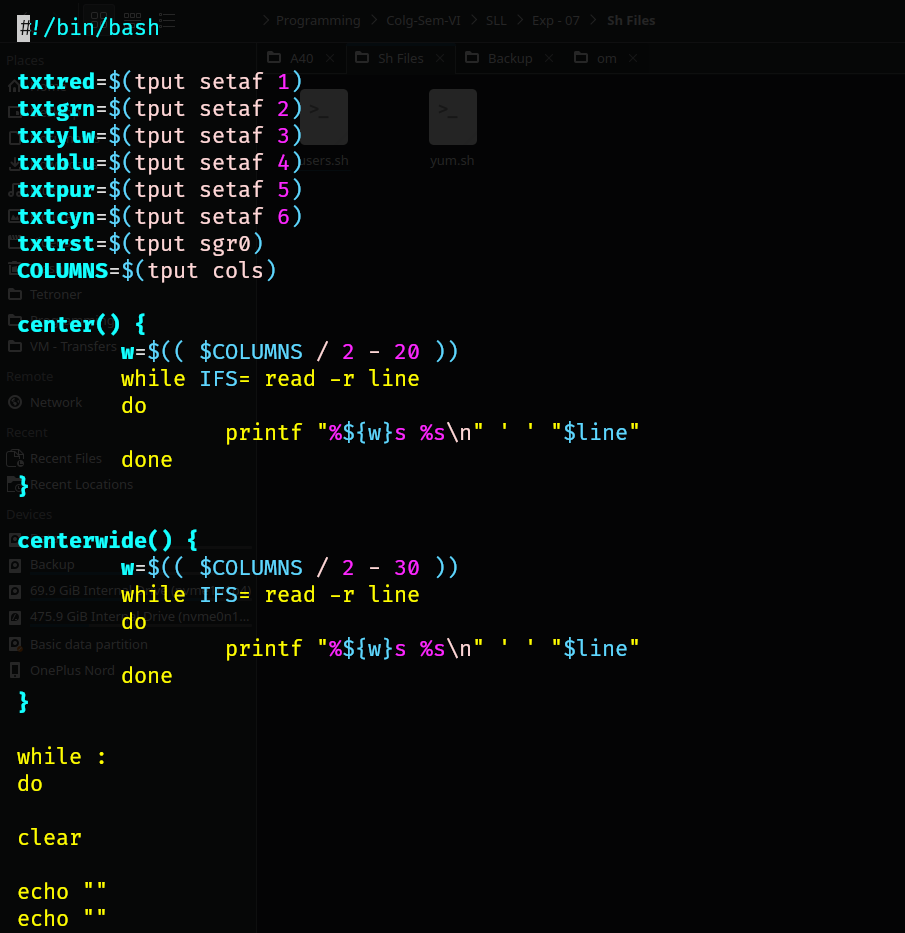 #!/bin/bash
txtred=$(tput setaf 1)
txtgrn=$(tput setaf 2)
txtylw=$(tput setaf 3)
txtblu=$(tput setaf 4)
txtpur=$(tput setaf 5)
txtcyn=$(tput setaf 6)
txtrst=$(tput sgr0)
COLUMNS=$(tput cols)
center() {
w=$(( $COLUMNS / 2 - 20 ))
while IFS= read -r line
do
printf "%${w}s %s\n" ' ' "$line"
done
}
centerwide() {
w=$(( $COLUMNS / 2 - 30 ))
while IFS= read -r line
do
printf "%${w}s %s\n" ' ' "$line"
done
}
while :
do
clear
echo ""
echo ""
Programming > Colg-Sem-VI > SLL > Exp - 07 > Sh Files
A40
Sh Files
Backup
om
users.sh
yum.sh
Places
Tetroner
VM - Transfers
Remote
Network
Recent
Recent Files
Recent Locations
Devices
Backup
69.9 GiB Internal Drive
475.9 GiB Internal Drive (nvme0n1...
Basic data partition
OnePlus Nord